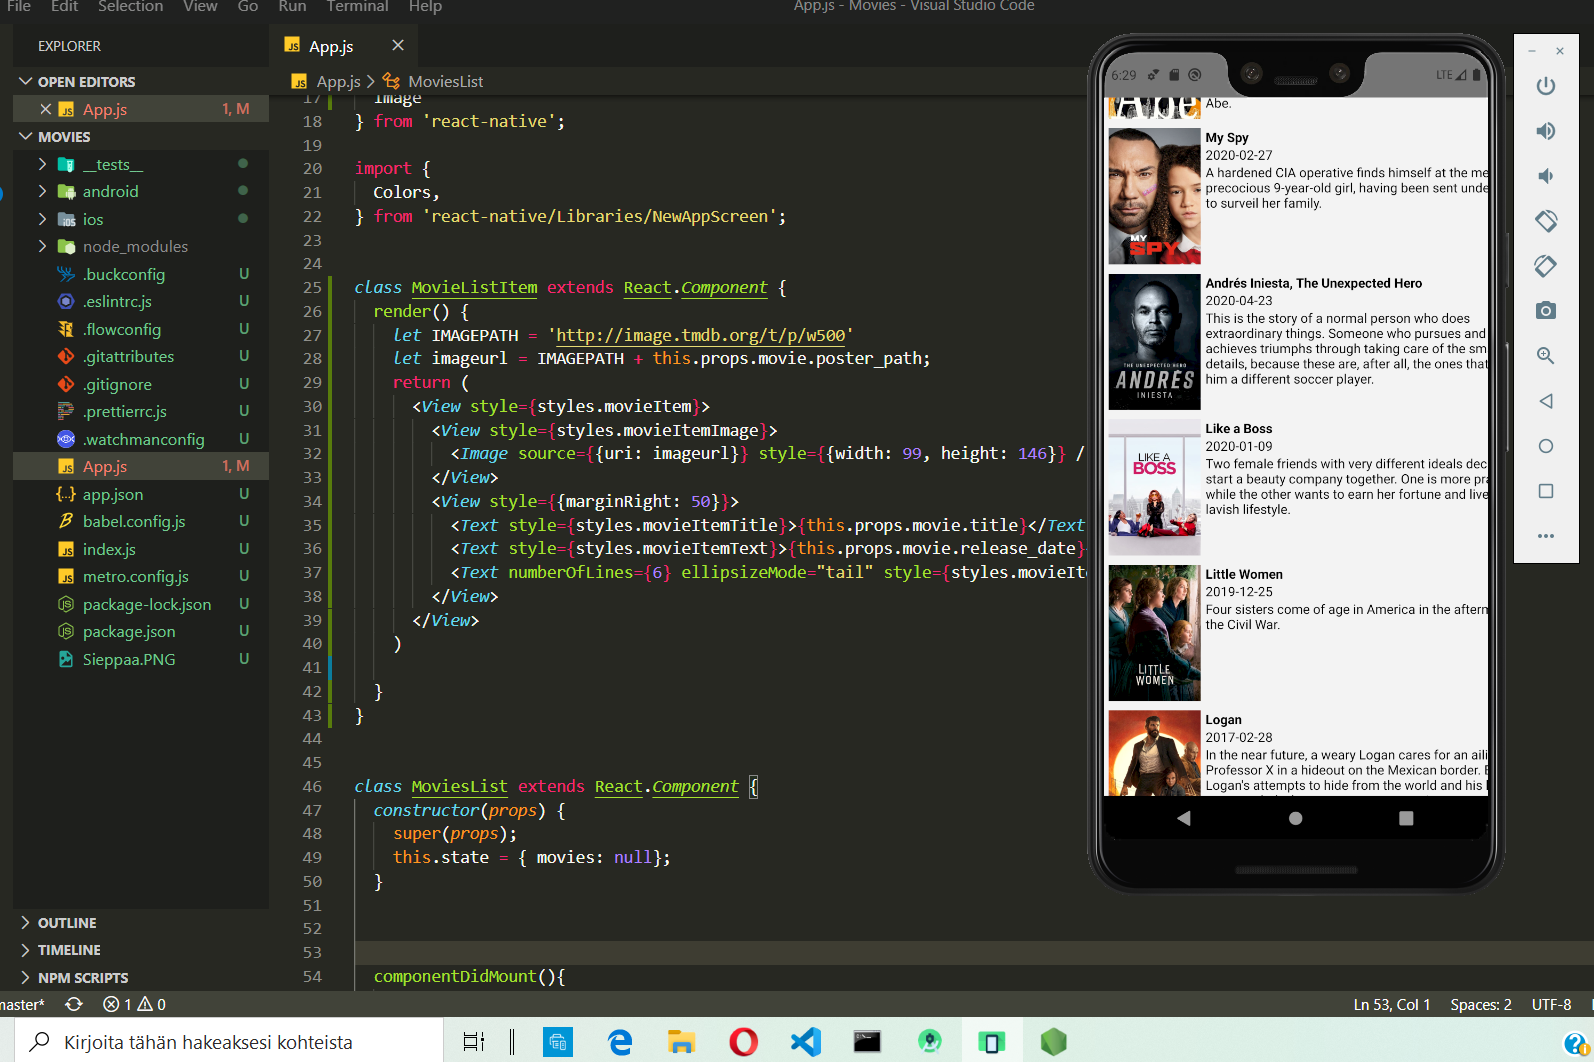 File Edit Selection View Go Run Terminal Help
App.js - Movies - Visual Studio Code
EXPLORER
OPEN EDITORS
App.js 1, M
MOVIES
__tests__
android
ios
node_modules
.buckconfig U
.eslintrc.js U
.flowconfig U
.gitattributes U
.gitignore U
.prettierrc.js U
.watchmanconfig U
App.js 1, M
app.json U
babel.config.js U
index.js U
metro.config.js U
package-lock.json U
package.json U
Sieppaa.PNG U
OUTLINE
TIMELINE
NPM SCRIPTS
App.js
App.js > MoviesList
17 Image
18 } from 'react-native';
19
20 import {
21 Colors,
22 } from 'react-native/Libraries/NewAppScreen';
23
24
25 class MovieListItem extends React.Component {
26 render() {
27 let IMAGEPATH = 'http://image.tmdb.org/t/p/w500'
28 let imageurl = IMAGEPATH + this.props.movie.poster_path;
29 return (
30 <View style={styles.movieItem}>
31 <View style={styles.movieItemImage}>
32 <Image source={{uri: imageurl}} style={{width: 99, height: 146}} /
33 </View>
34 <View style={{marginRight: 50}}>
35 <Text style={styles.movieItemTitle}>{this.props.movie.title}</Text
36 <Text style={styles.movieItemText}>{this.props.movie.release_date}
37 <Text numberOfLines={6} ellipsizeMode="tail" style={styles.movieIte
38 </View>
39 </View>
40 )
41
42 }
43 }
44
45
46 class MoviesList extends React.Component {
47 constructor(props) {
48 super(props);
49 this.state = { movies: null};
50 }
51
52
53
54 componentDidMount(){
6:29
LTE
Abe
Abe.
MY SPY
My Spy
2020-02-27
A hardened CIA operative finds himself at the me
precocious 9-year-old girl, having been sent unde
to surveil her family.
THE UNEXPECTED HERO
ANDRÉS
INIESTA
Andrés Iniesta, The Unexpected Hero
2020-04-23
This is the story of a normal person who does
extraordinary things. Someone who pursues and
achieves triumphs through taking care of the sm
details, because these are, after all, the ones that
him a different soccer player.
LIKE A
BOSS
Like a Boss
2020-01-09
Two female friends with very different ideals dec
start a beauty company together. One is more pra
while the other wants to earn her fortune and live
lavish lifestyle.
LITTLE
WOMEN
Little Women
2019-12-25
Four sisters come of age in America in the afterm
the Civil War.
Logan
2017-02-28
In the near future, a weary Logan cares for an aili
Professor X in a hideout on the Mexican border.
Logan's attempts to hide from the world and his
master* 1 0
Ln 53, Col 1 Spaces: 2 UTF-8
Kirjoita tähän hakeaksesi kohteista